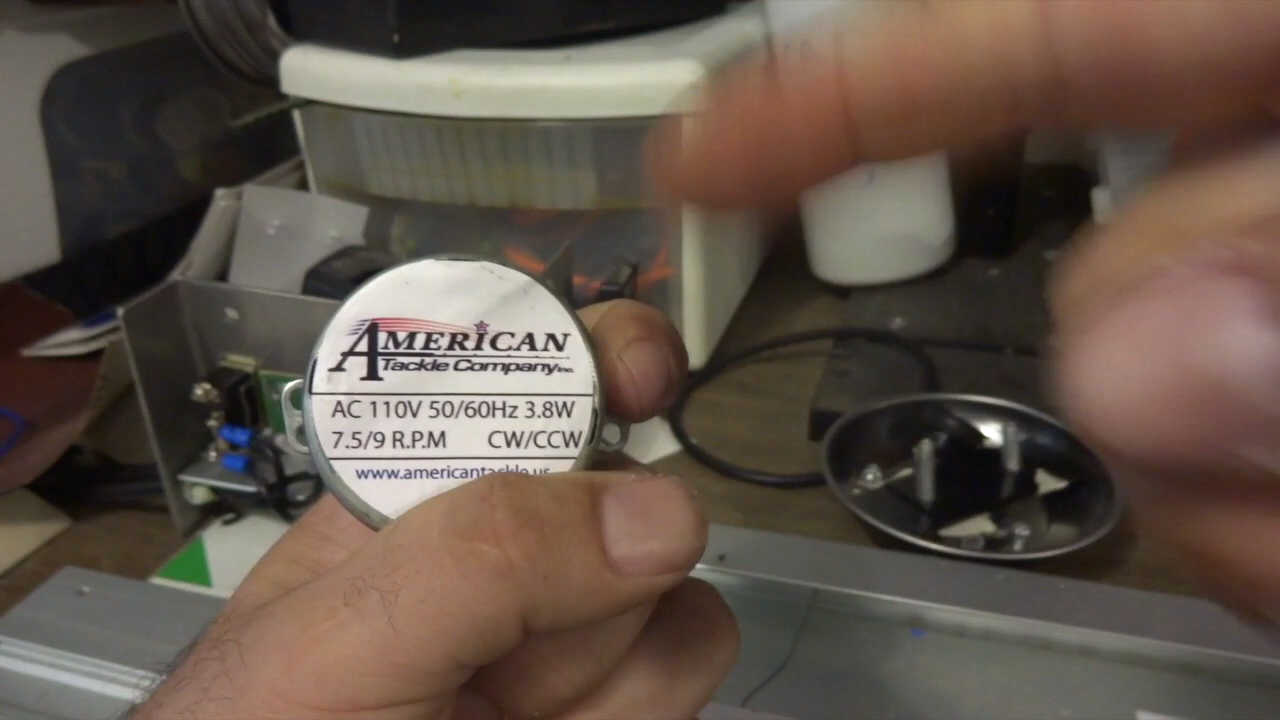 AMERICAN
Tackle Company Inc.
AC 110V 50/60Hz 3.8W
7.5/9 R.P.M CW/CCW
www.americantackle.us